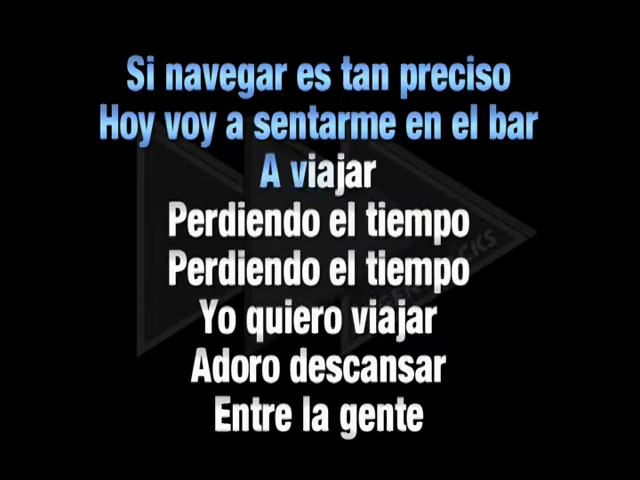 Si navegar es tan preciso
Hoy voy a sentarme en el bar
A viajar
Perdiendo el tiempo
Perdiendo el tiempo
Yo quiero viajar
Adoro descansar
Entre la gente